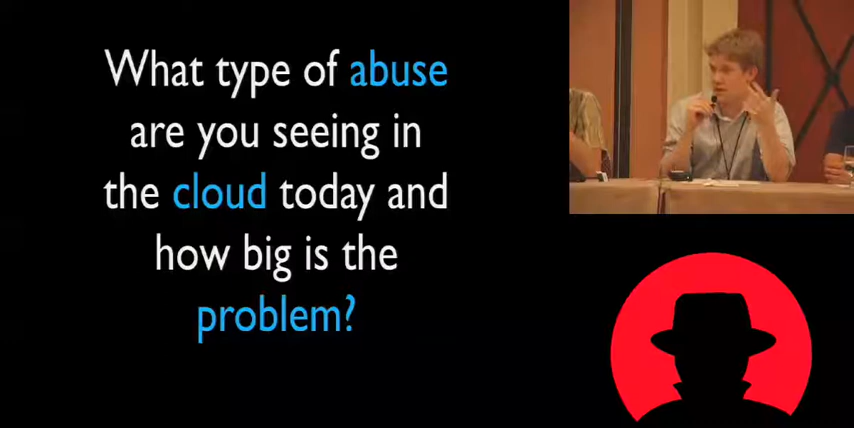 What type of abuse
are you seeing in
the cloud today and
how big is the
problem?